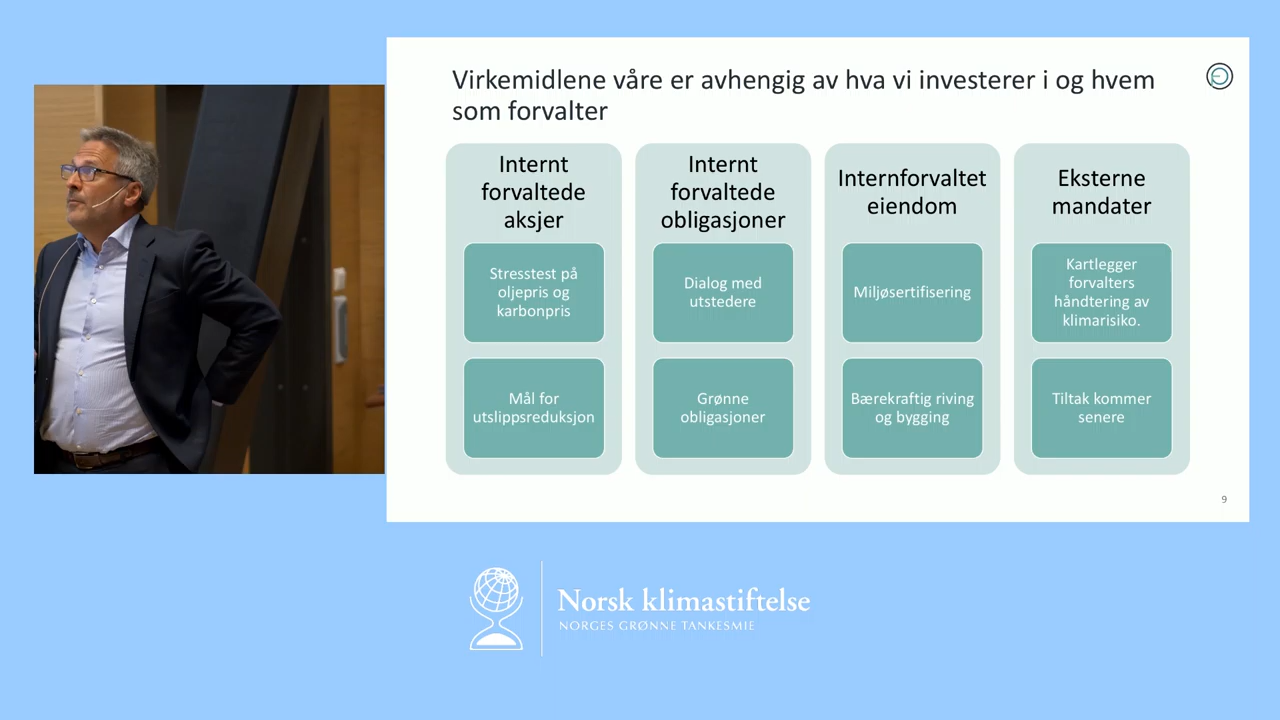 Virkemidlene våre er avhengig av hva vi investerer i og hvem
som forvalter
Internt
forvaltede
aksjer
Stresstest på
oljepris og
karbonpris
Mål for
utslippsreduksjon
Internt
forvaltede
obligasjoner
Dialog med
utstedere
Grønne
obligasjoner
Internforvaltet
eiendom
Miljøsertifisering
Bærekraftig riving
og bygging
Eksterne
mandater
Kartlegger
forvalters
håndtering av
klimarisiko.
Tiltak kommer
senere
9
Norsk klimastiftelse
NORGES GRØNNE TANKESMIE